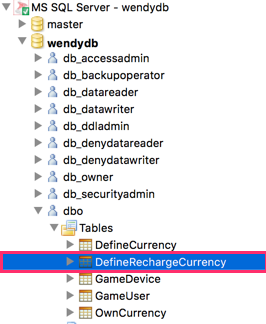 MS SQL Server - wendydb
master
wendydb
db_accessadmin
db_backupoperator
db_datareader
db_datawriter
db_ddladmin
db_denydatareader
db_denydatawriter
db_owner
db_securityadmin
dbo
Tables
DefineCurrency
DefineRechargeCurrency
GameDevice
GameUser
OwnCurrency